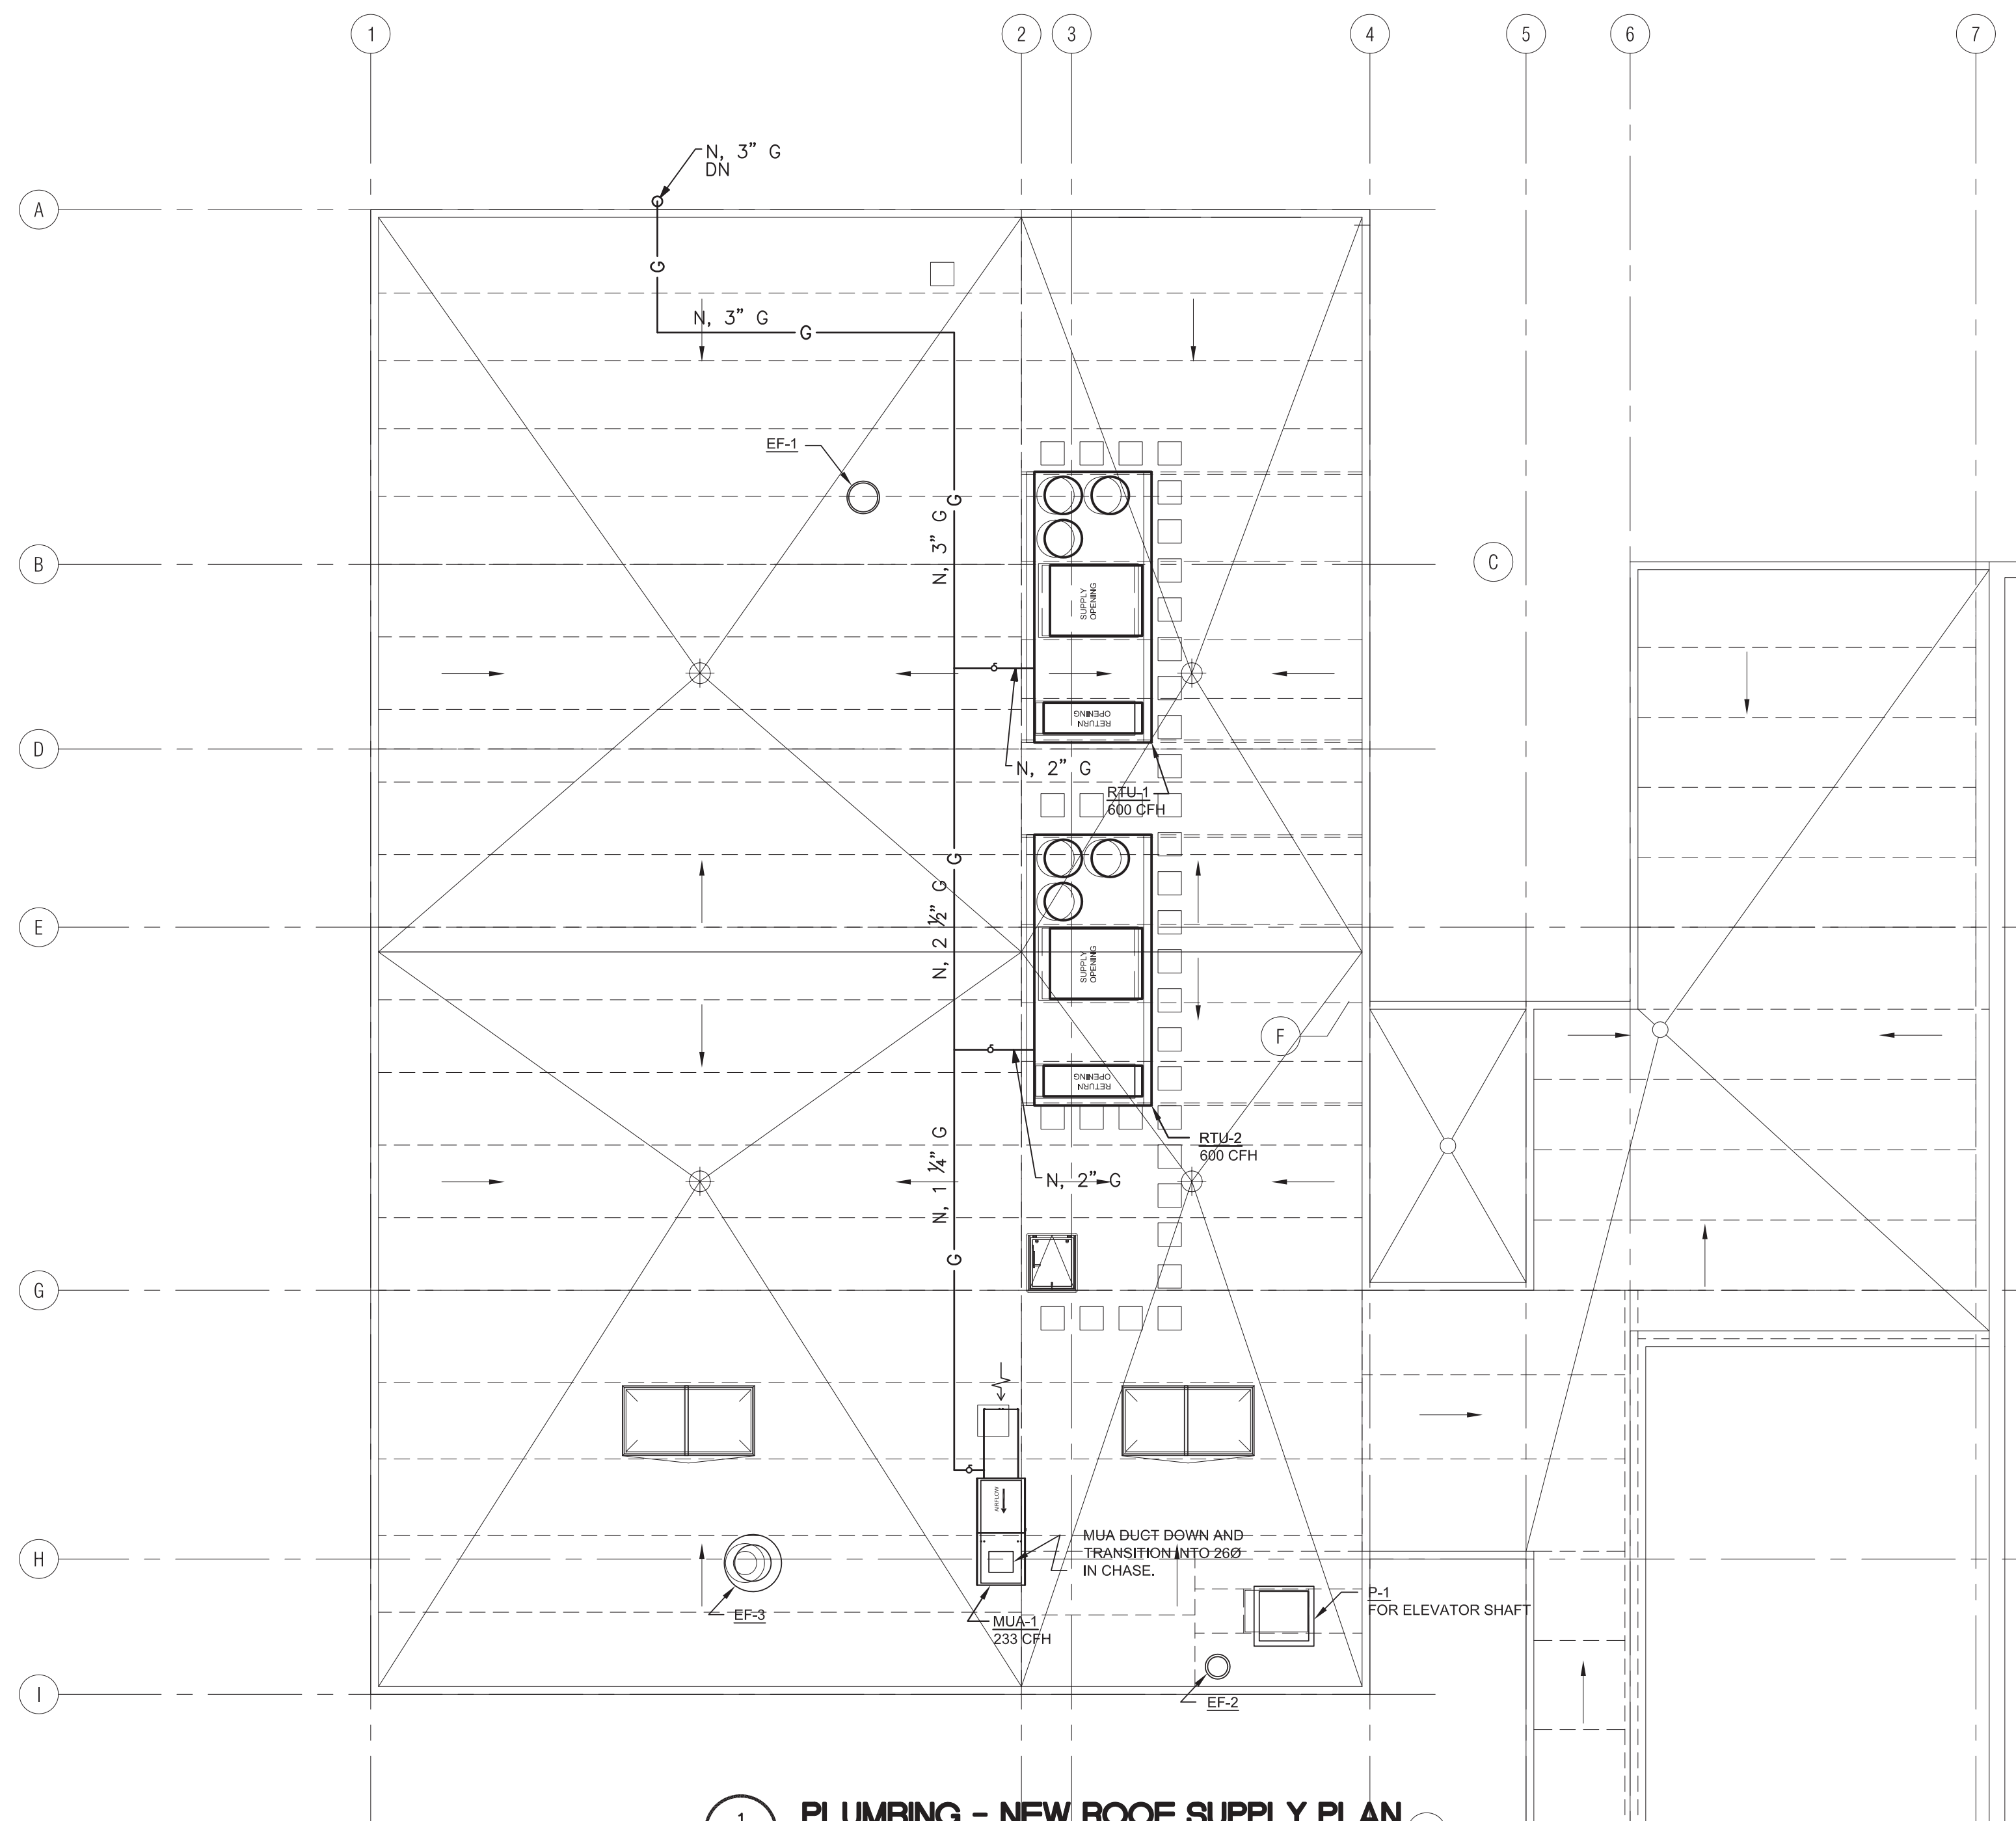 1
2
3
4
5
6
7
N, 3" G
DN
A
G
N, 3" G
G
EF-1
G
N, 3" G
B
C
SUPPLY
OPENING
RETURN
OPENING
D
N, 2" G
RTU-1
600 CFH
G
N, 2 ½" G
E
SUPPLY
OPENING
F
RETURN
OPENING
RTU-2
600 CFH
N, 1 ¼" G
N, 2" G
G
G
AIRFLOW
MUA DUCT DOWN AND
TRANSITION INTO 26Ø
IN CHASE.
H
P-1
FOR ELEVATOR SHAFT
EF-3
MUA-1
233 CFH
I
EF-2
1
PLUMBING - NEW ROOF SUPPLY PLAN